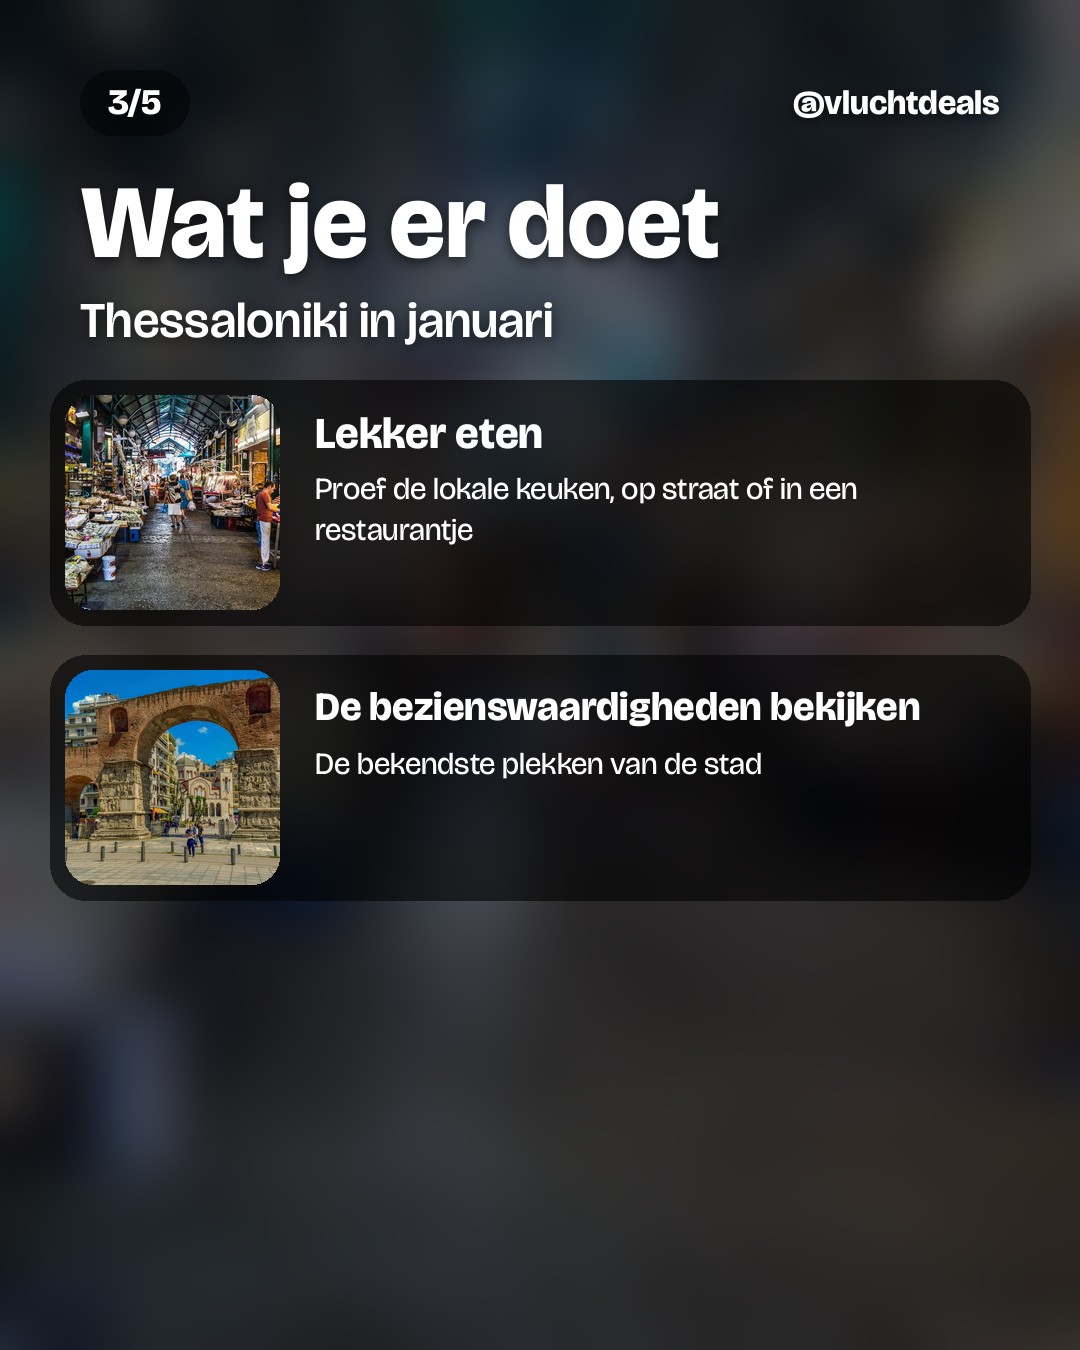 3/5
@vluchtdeals
Wat je er doet
Thessaloniki in januari
Lekker eten
Proef de lokale keuken, op straat of in een
restaurantje
De bezienswaardigheden bekijken
De bekendste plekken van de stad